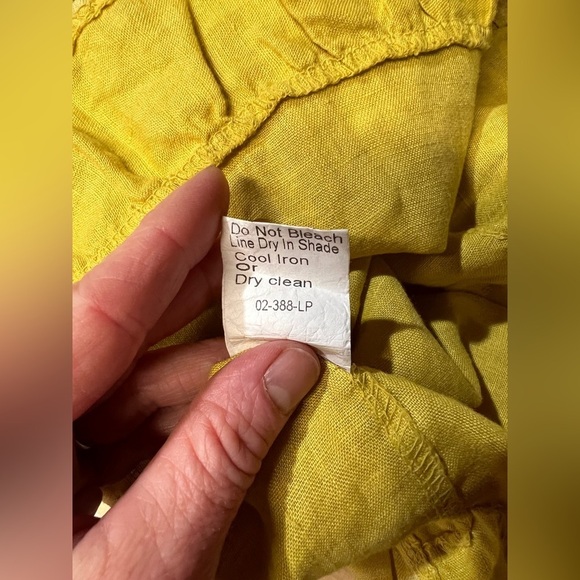 Do Not Bleach
Line Dry In Shade
Cool Iron
Or
Dry clean
02-388-LP